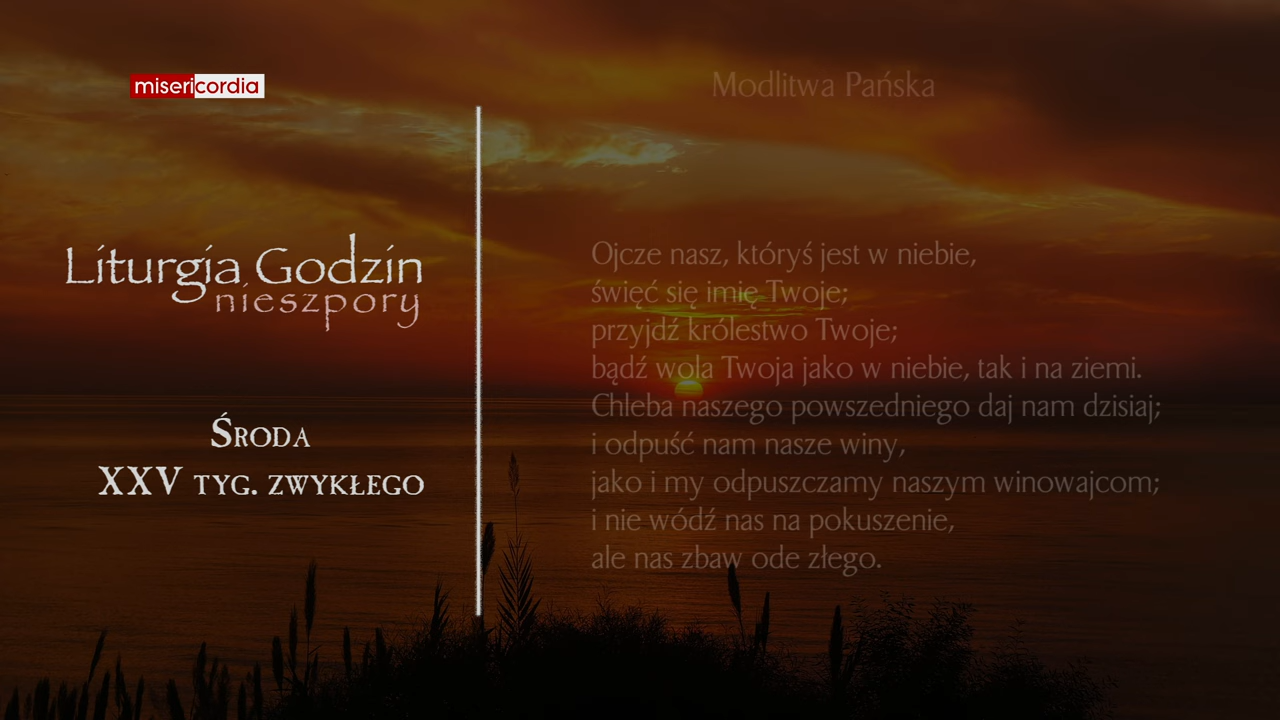 misericordia
Liturgia Godzin
nieszpory
Środa
XXV tyg. zwykłego
Modlitwa Pańska
Ojcze nasz, któryś jest w niebie,
święć się imię Twoje;
przyjdź królestwo Twoje;
bądź wola Twoja jako w niebie, tak i na ziemi.
Chleba naszego powszedniego daj nam dzisiaj;
i odpuść nam nasze winy,
jako i my odpuszczamy naszym winowajcom;
i nie wódź nas na pokuszenie,
ale nas zbaw ode złego.